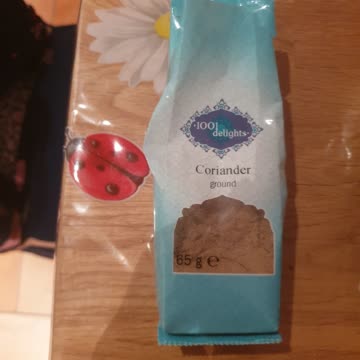 1001
delights
Coriander
ground
65 g ℮